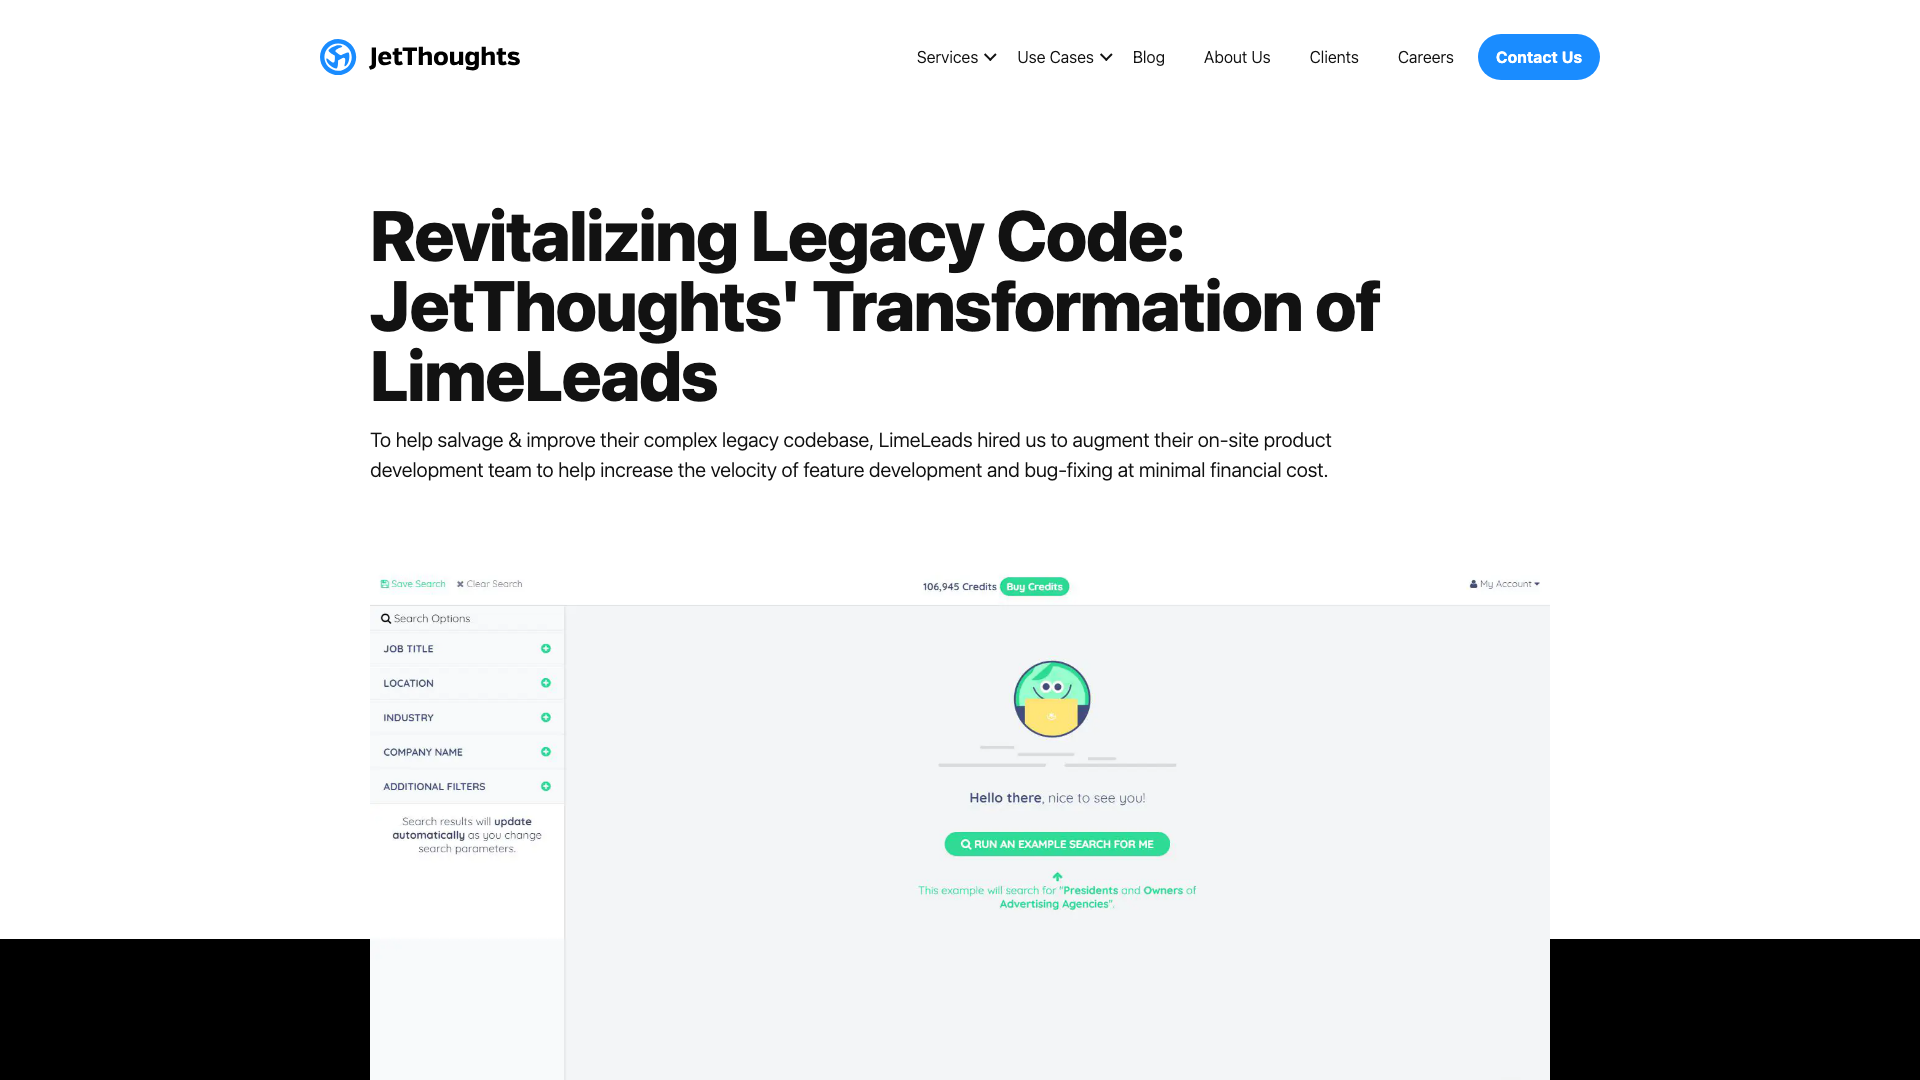 JetThoughts
Services
Use Cases
Blog
About Us
Clients
Careers
Contact Us
Revitalizing Legacy Code:
JetThoughts' Transformation of
LimeLeads
To help salvage & improve their complex legacy codebase, LimeLeads hired us to augment their on-site product
development team to help increase the velocity of feature development and bug-fixing at minimal financial cost.
Save Search
Clear Search
106,945 Credits
Buy Credits
My Account
Search Options
JOB TITLE
LOCATION
INDUSTRY
COMPANY NAME
ADDITIONAL FILTERS
Search results will update
automatically as you change
search parameters.
Hello there, nice to see you!
RUN AN EXAMPLE SEARCH FOR ME
This example will search for "Presidents and Owners of
Advertising Agencies".